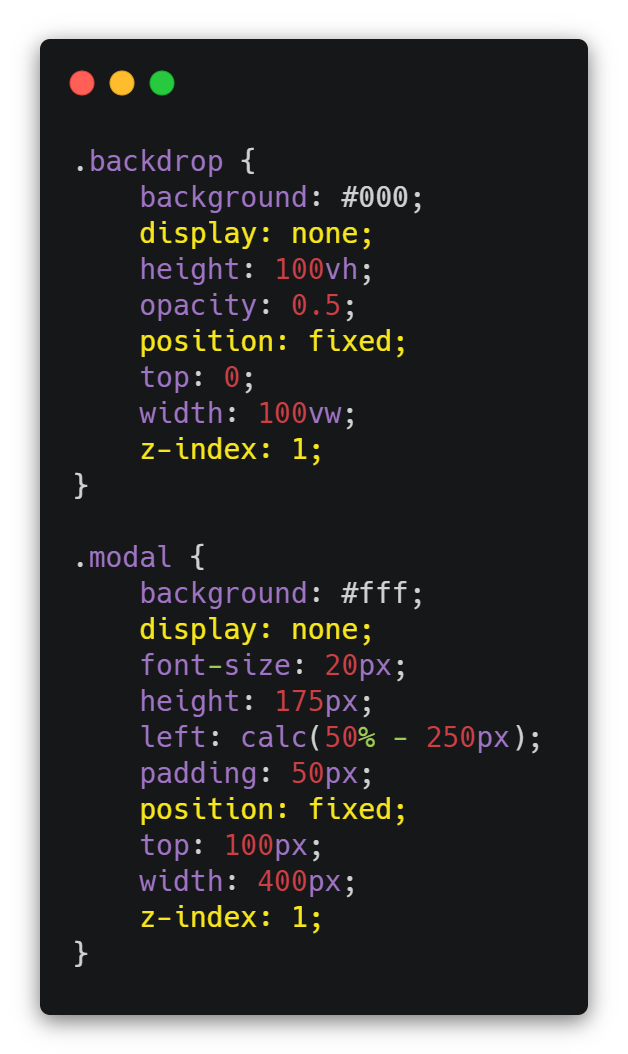 .backdrop {
    background: #000;
    display: none;
    height: 100vh;
    opacity: 0.5;
    position: fixed;
    top: 0;
    width: 100vw;
    z-index: 1;
}

.modal {
    background: #fff;
    display: none;
    font-size: 20px;
    height: 175px;
    left: calc(50% - 250px);
    padding: 50px;
    position: fixed;
    top: 100px;
    width: 400px;
    z-index: 1;
}